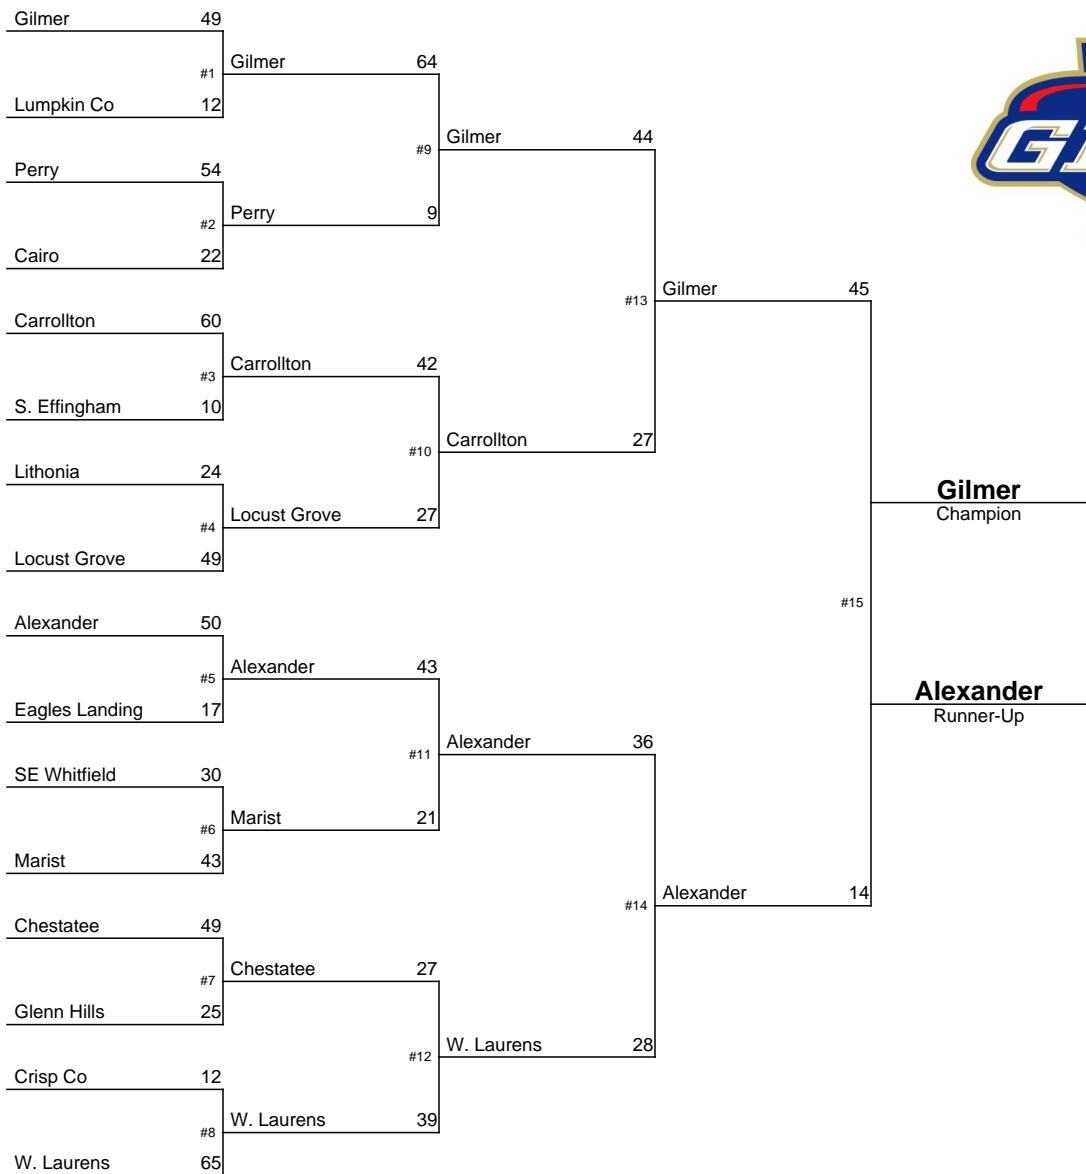 Gilmer 49
#1
Lumpkin Co 12
Gilmer 64
Perry 54
#2
Cairo 22
Perry 9
#9
Gilmer 44
Carrollton 60
#3
S. Effingham 10
Carrollton 42
Lithonia 24
#4
Locust Grove 49
Locust Grove 27
#10
Carrollton 27
#13
Gilmer 45
Alexander 50
#5
Eagles Landing 17
Alexander 43
SE Whitfield 30
#6
Marist 43
Marist 21
#11
Alexander 36
Chestatee 49
#7
Glenn Hills 25
Chestatee 27
Crisp Co 12
#8
W. Laurens 65
W. Laurens 39
#12
W. Laurens 28
#14
Alexander 14
#15
Gilmer
Champion
Alexander
Runner-Up